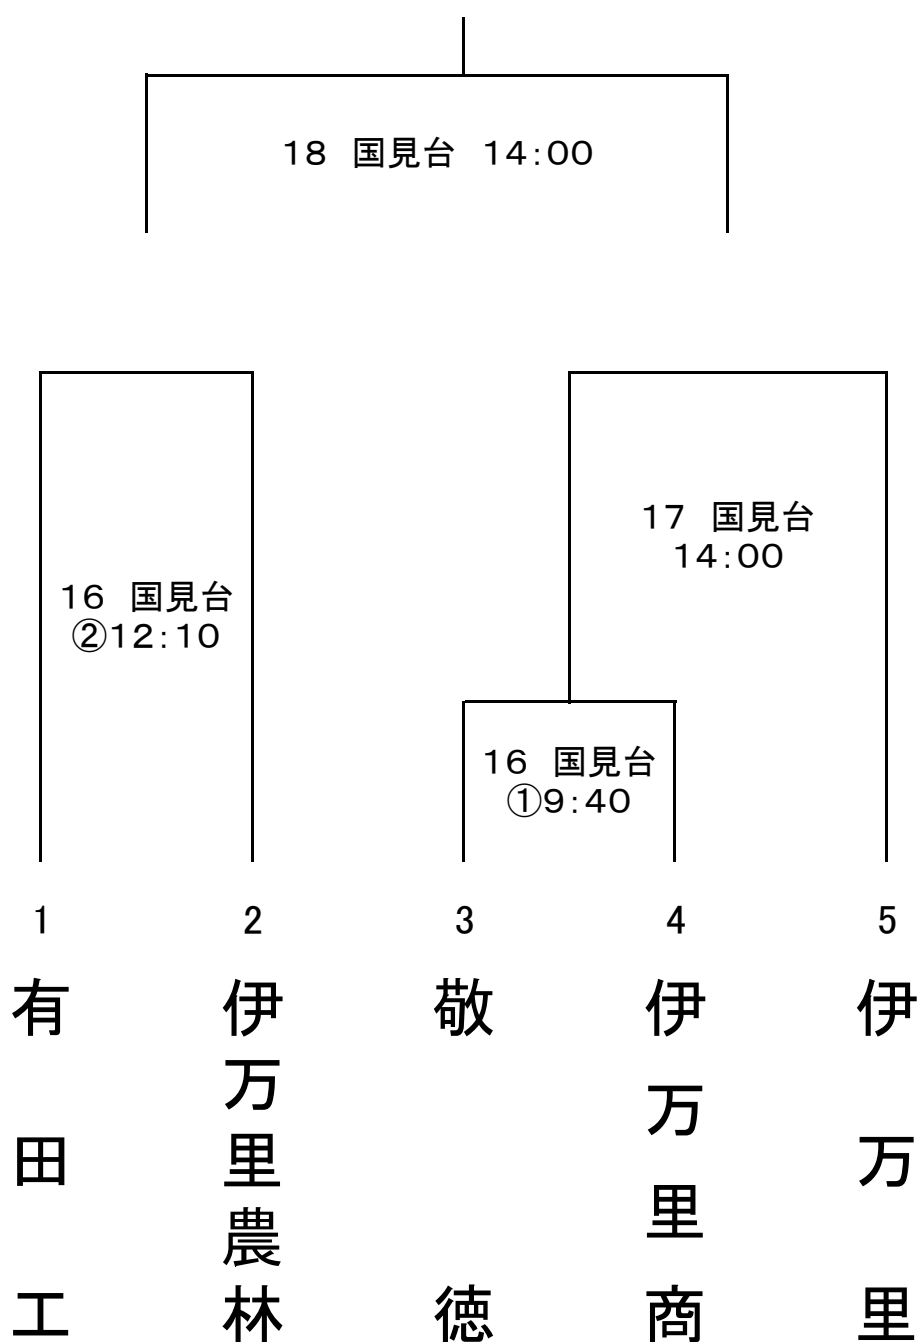 18 国見台 14:00
17 国見台
14:00
16 国見台
②12:10
16 国見台
①9:40
1
2
3
4
5
有田工
伊万里農林
敬徳
伊万里商
伊万里